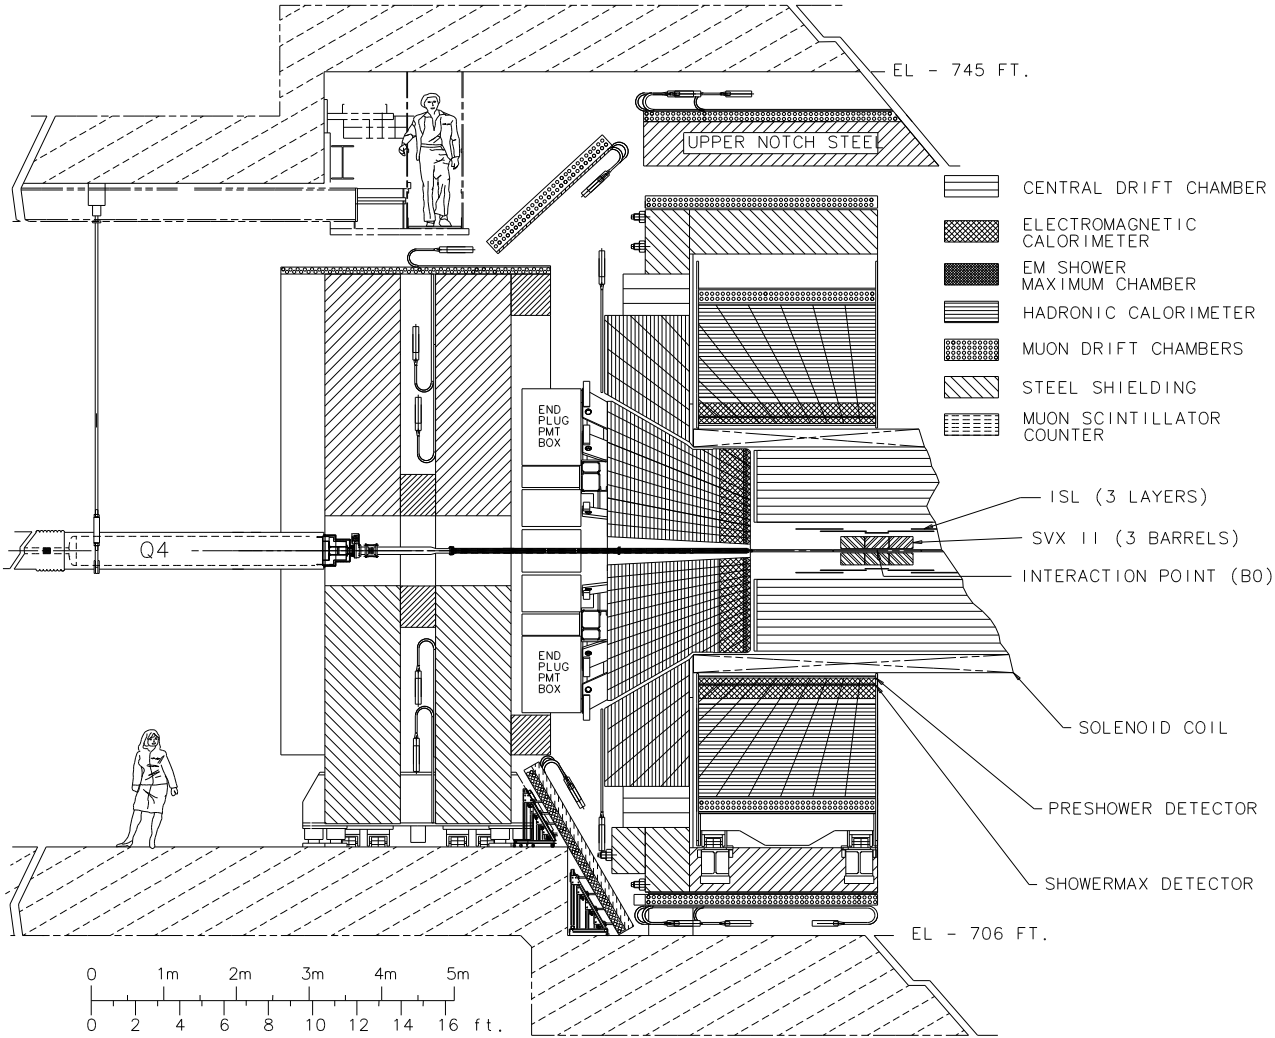 EL - 745 FT.
UPPER NOTCH STEEL
CENTRAL DRIFT CHAMBER
ELECTROMAGNETIC
CALORIMETER
EM SHOWER
MAXIMUM CHAMBER
HADRONIC CALORIMETER
MUON DRIFT CHAMBERS
STEEL SHIELDING
MUON SCINTILLATOR
COUNTER
END
PLUG
PMT
BOX
ISL (3 LAYERS)
SVX II (3 BARRELS)
INTERACTION POINT (B0)
Q4
END
PLUG
PMT
BOX
SOLENOID COIL
PRESHOWER DETECTOR
SHOWERMAX DETECTOR
EL - 706 FT.
0 1m 2m 3m 4m 5m
0 2 4 6 8 10 12 14 16 ft.